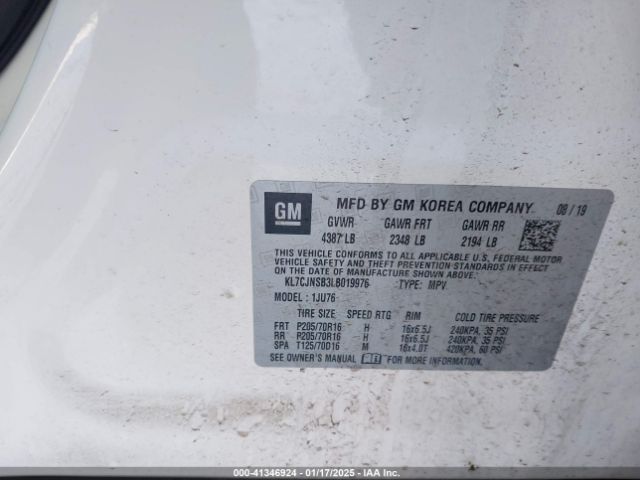 GM
MFD BY GM KOREA COMPANY 08 / 19
GVWR GAWR FRT GAWR RR
4387 LB 2348 LB 2194 LB
THIS VEHICLE CONFORMS TO ALL APPLICABLE U.S. FEDERAL MOTOR
VEHICLE SAFETY AND THEFT PREVENTION STANDARDS IN EFFECT ON
THE DATE OF MANUFACTURE SHOWN ABOVE.
KL7CJNSB3LB019976 TYPE: MPV
MODEL : 1JU76
TIRE SIZE SPEED RTG RIM COLD TIRE PRESSURE
FRT P205/70R16 H 16x6.5J 240KPA, 35 PSI
RR P205/70R16 H 16x6.5J 240KPA, 35 PSI
SPA T125/70D16 M 16x4.0T 420KPA, 60 PSI
SEE OWNER'S MANUAL FOR MORE INFORMATION.
000-41346924 | 01/17/2025 - IAAI.COM